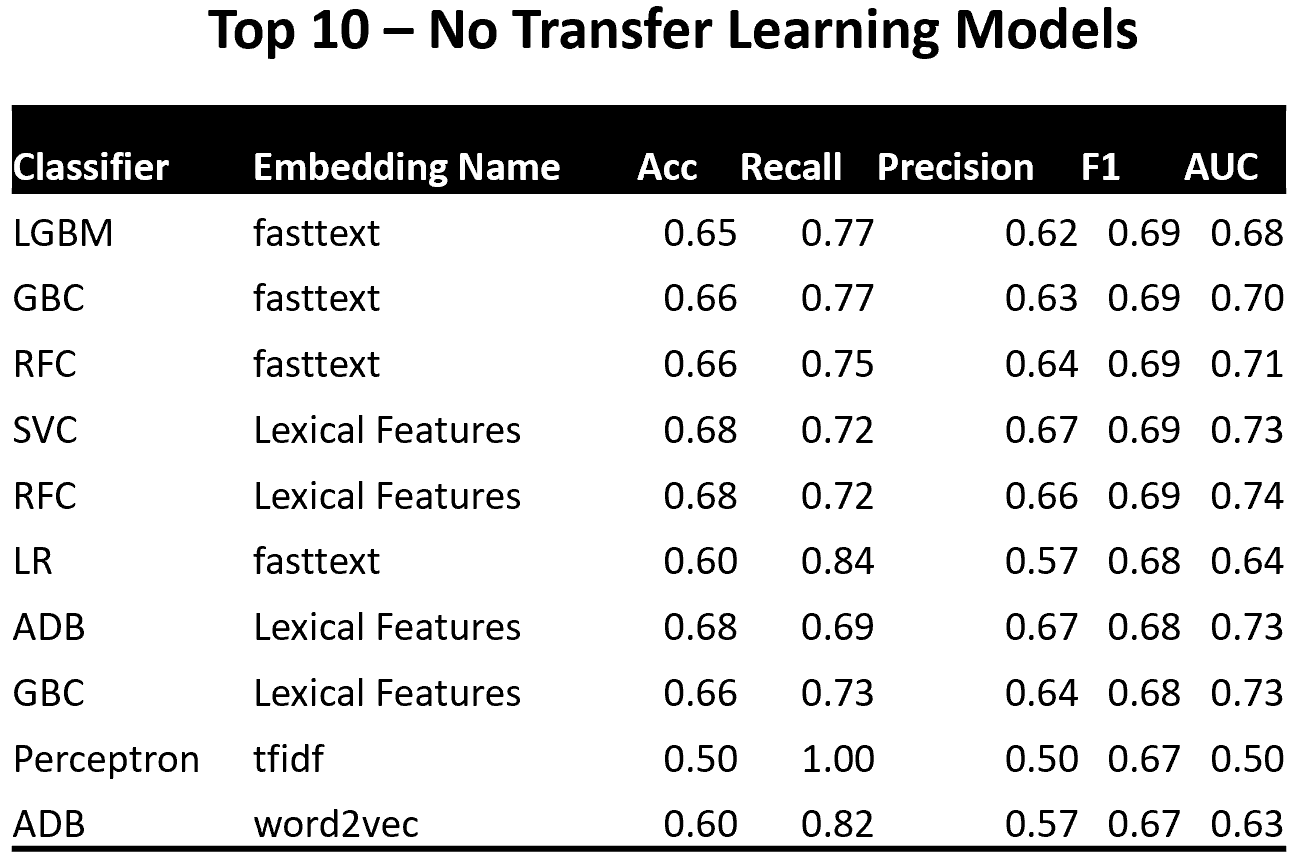 Top 10 – No Transfer Learning Models
Classifier Embedding Name Acc Recall Precision F1 AUC
LGBM fasttext 0.65 0.77 0.62 0.69 0.68
GBC fasttext 0.66 0.77 0.63 0.69 0.70
RFC fasttext 0.66 0.75 0.64 0.69 0.71
SVC Lexical Features 0.68 0.72 0.67 0.69 0.73
RFC Lexical Features 0.68 0.72 0.66 0.69 0.74
LR fasttext 0.60 0.84 0.57 0.68 0.64
ADB Lexical Features 0.68 0.69 0.67 0.68 0.73
GBC Lexical Features 0.66 0.73 0.64 0.68 0.73
Perceptron tfidf 0.50 1.00 0.50 0.67 0.50
ADB word2vec 0.60 0.82 0.57 0.67 0.63